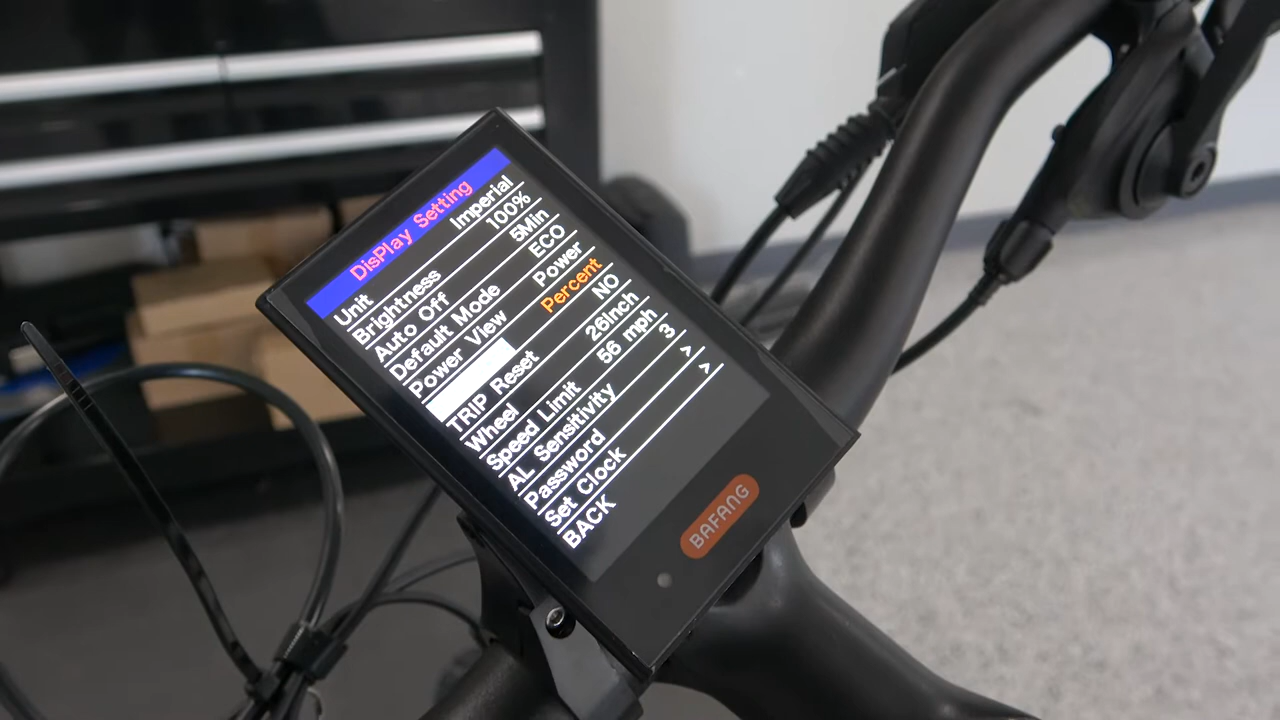 DisPlay Setting
Unit Imperial
Brightness 100%
Auto Off 5Min
Default Mode ECO
Power View Power
Percent
TRIP Reset NO
Wheel 26Inch
Speed Limit 56 mph
AL Sensitivity 3
Password >
Set Clock >
BACK
BAFANG